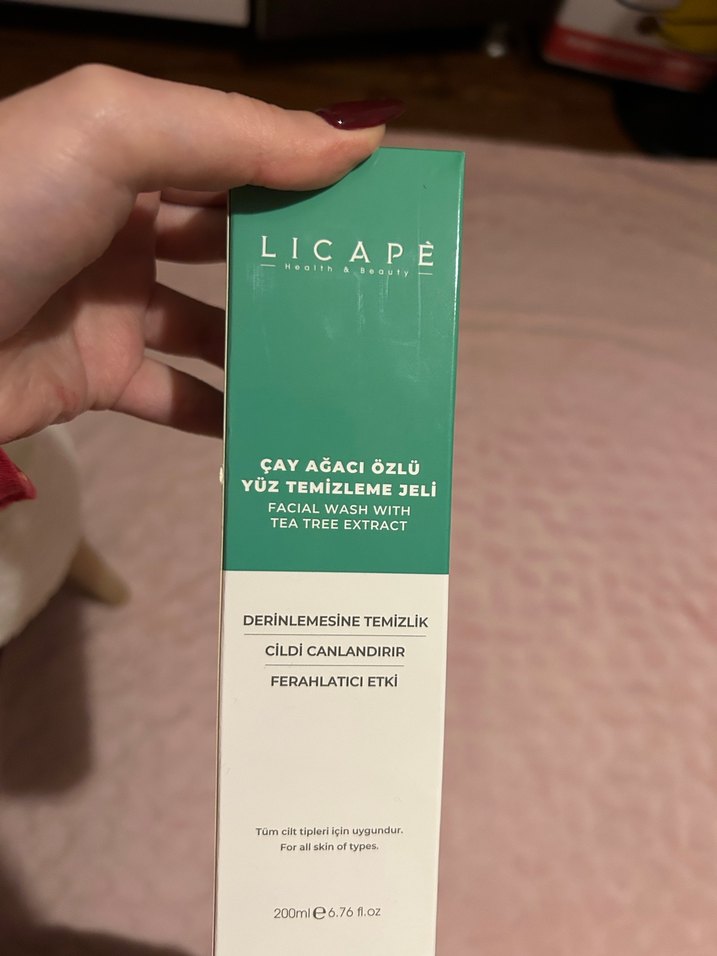 LICAPÈ
Health & Beauty
ÇAY AĞACI ÖZLÜ
YÜZ TEMİZLEME JELİ
FACIAL WASH WITH
TEA TREE EXTRACT
DERİNLEMESİNE TEMİZLİK
CİLDİ CANLANDIRIR
FERAHLATICI ETKİ
Tüm cilt tipleri için uygundur.
For all skin of types.
200ml ℮ 6.76 fl.oz